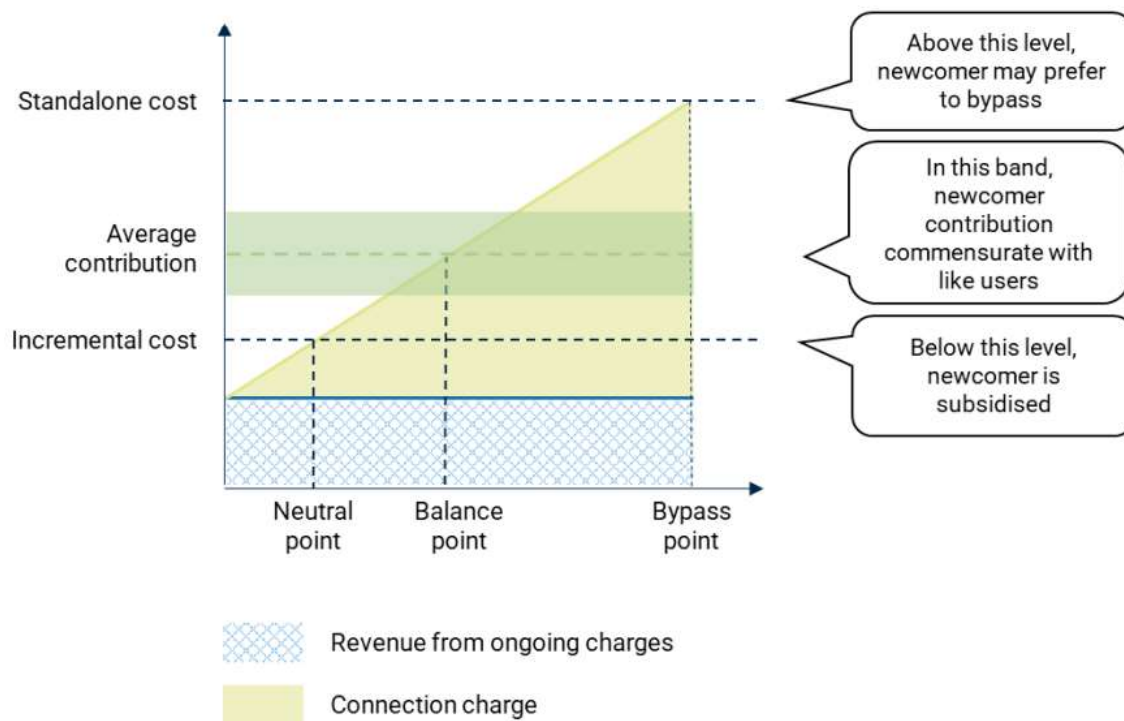 Standalone cost
Average
contribution
Incremental cost
Above this level,
newcomer may prefer
to bypass
In this band,
newcomer
contribution
commensurate with
like users
Below this level,
newcomer is
subsidised
Neutral
point
Balance
point
Bypass
point
Revenue from ongoing charges
Connection charge